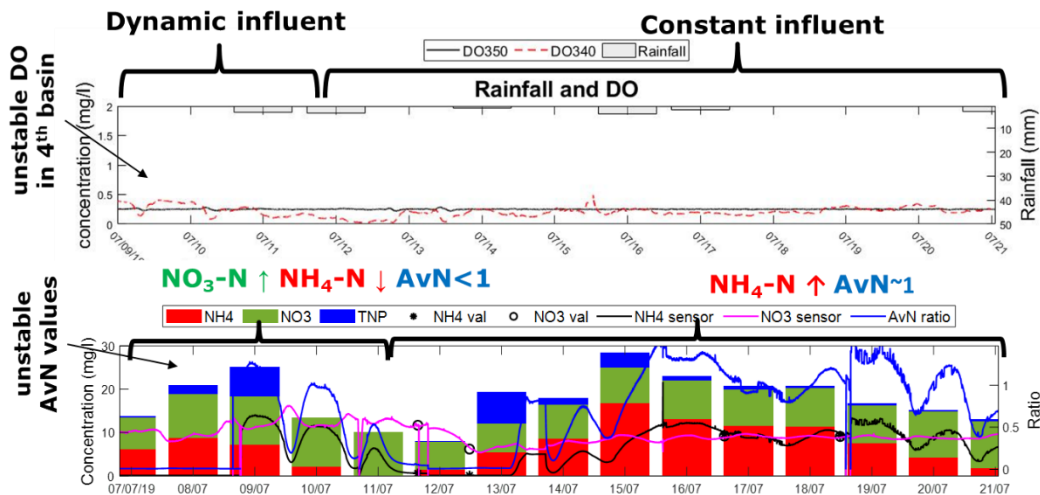 Dynamic influent
Constant influent
DO350 DO340 Rainfall
Rainfall and DO
unstable DO
in 4th basin
concentration (mg/l)
2
1.5
1
0.5
0
Rainfall (mm)
10
20
30
40
50
07/10 07/11 07/12 07/13 07/14 07/15 07/16 07/17 07/18 07/19 07/20 07/21
NO3-N ↑ NH4-N ↓ AvN<1
NH4-N ↑ AvN~1
NH4 NO3 TNP NH4 val NO3 val NH4 sensor NO3 sensor AvN ratio
unstable
AvN values
Concentration (mg/l)
30
20
10
0
Ratio
1
0.5
0
07/07/19 08/07 09/07 10/07 11/07 12/07 13/07 14/07 15/07 16/07 17/07 18/07 19/07 20/07 21/07